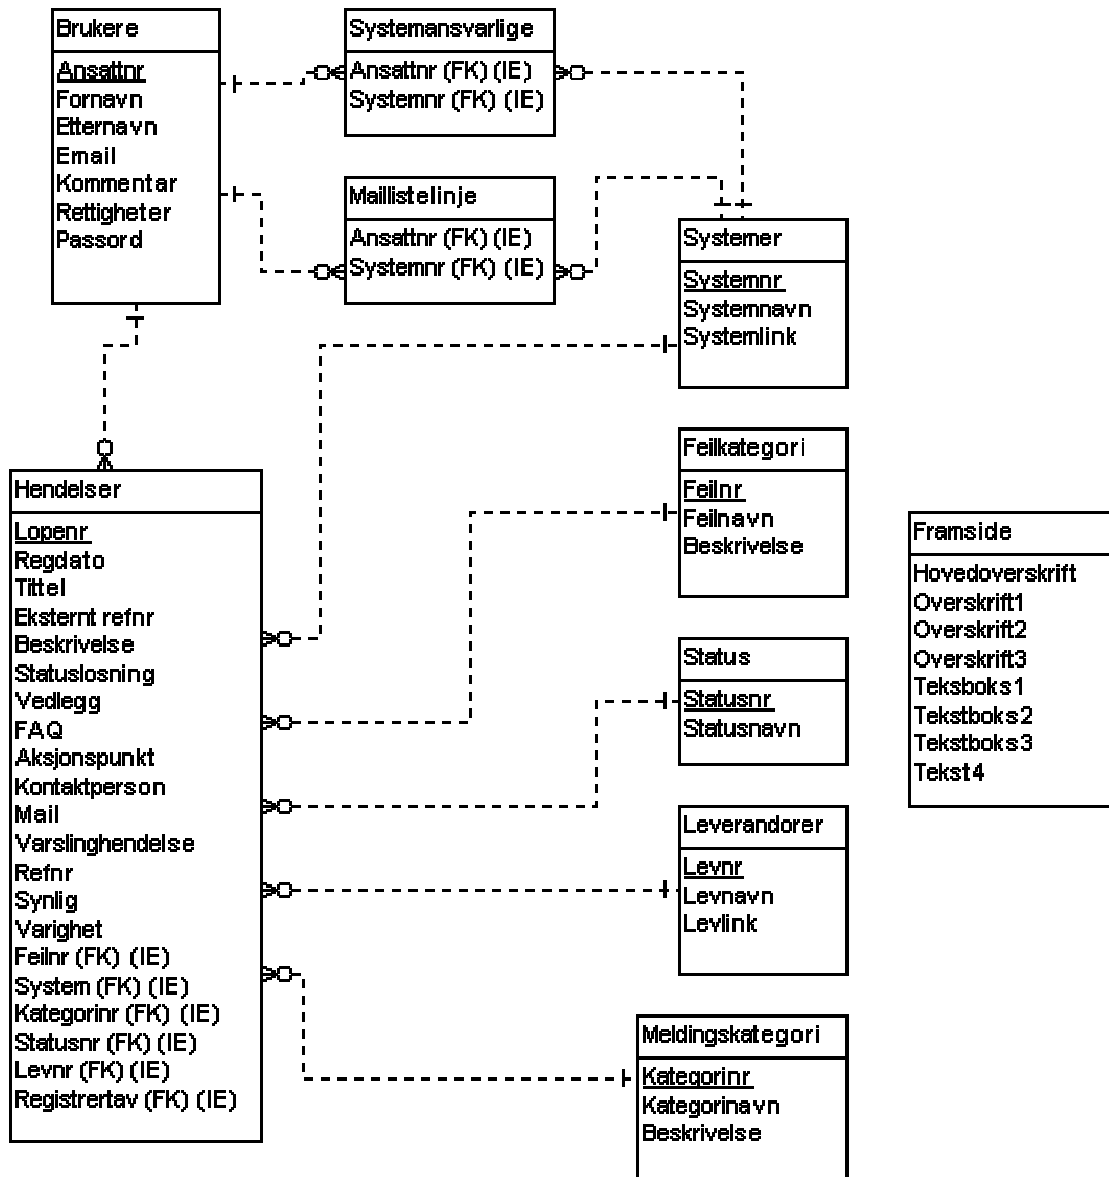 Brukere
Ansattnr
Fornavn
Etternavn
Email
Kommentar
Rettigheter
Passord
Systemansvarlige
Ansattnr (FK) (IE)
Systemnr (FK) (IE)
Maillistelinje
Ansattnr (FK) (IE)
Systemnr (FK) (IE)
Systemer
Systemnr
Systemnavn
Systemlink
Hendelser
Lopenr
Regdato
Tittel
Eksternt refnr
Beskrivelse
Statuslosning
Vedlegg
FAQ
Aksjonspunkt
Kontaktperson
Mail
Varslinghendelse
Refnr
Synlig
Varighet
Feilnr (FK) (IE)
System (FK) (IE)
Kategorinr (FK) (IE)
Statusnr (FK) (IE)
Levnr (FK) (IE)
Registrertav (FK) (IE)
Feilkategori
Feilnr
Feilnavn
Beskrivelse
Status
Statusnr
Statusnavn
Leverandorer
Levnr
Levnavn
Levlink
Meldingskategori
Kategorinr
Kategorinavn
Beskrivelse
Framside
Hovedoverskrift
Overskrift1
Overskrift2
Overskrift3
Teksboks1
Tekstboks2
Tekstboks3
Tekst4